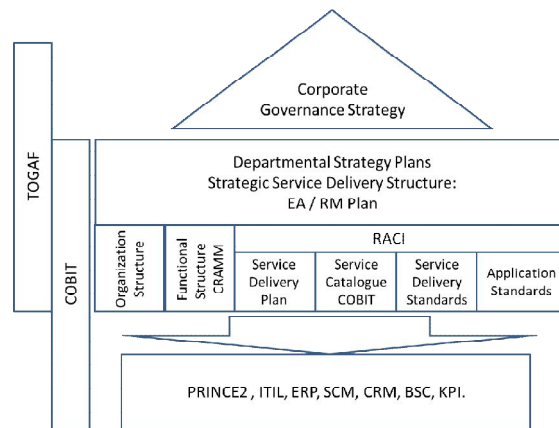 Corporate
Governance Strategy
TOGAF
COBIT
Departmental Strategy Plans
Strategic Service Delivery Structure:
EA / RM Plan
Organization
Structure
Functional
Structure
CRAMM
RACI
Service
Delivery
Plan
Service
Catalogue
COBIT
Service
Delivery
Standards
Application
Standards
PRINCE2 , ITIL, ERP, SCM, CRM, BSC, KPI.